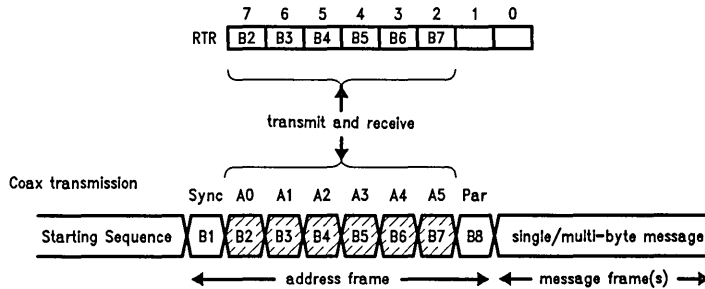 7 6 5 4 3 2 1 0
RTR B2 B3 B4 B5 B6 B7
transmit and receive
Coax transmission
Sync A0 A1 A2 A3 A4 A5 Par
Starting Sequence B1 B2 B3 B4 B5 B6 B7 B8 single/multi-byte message
address frame message frame(s)